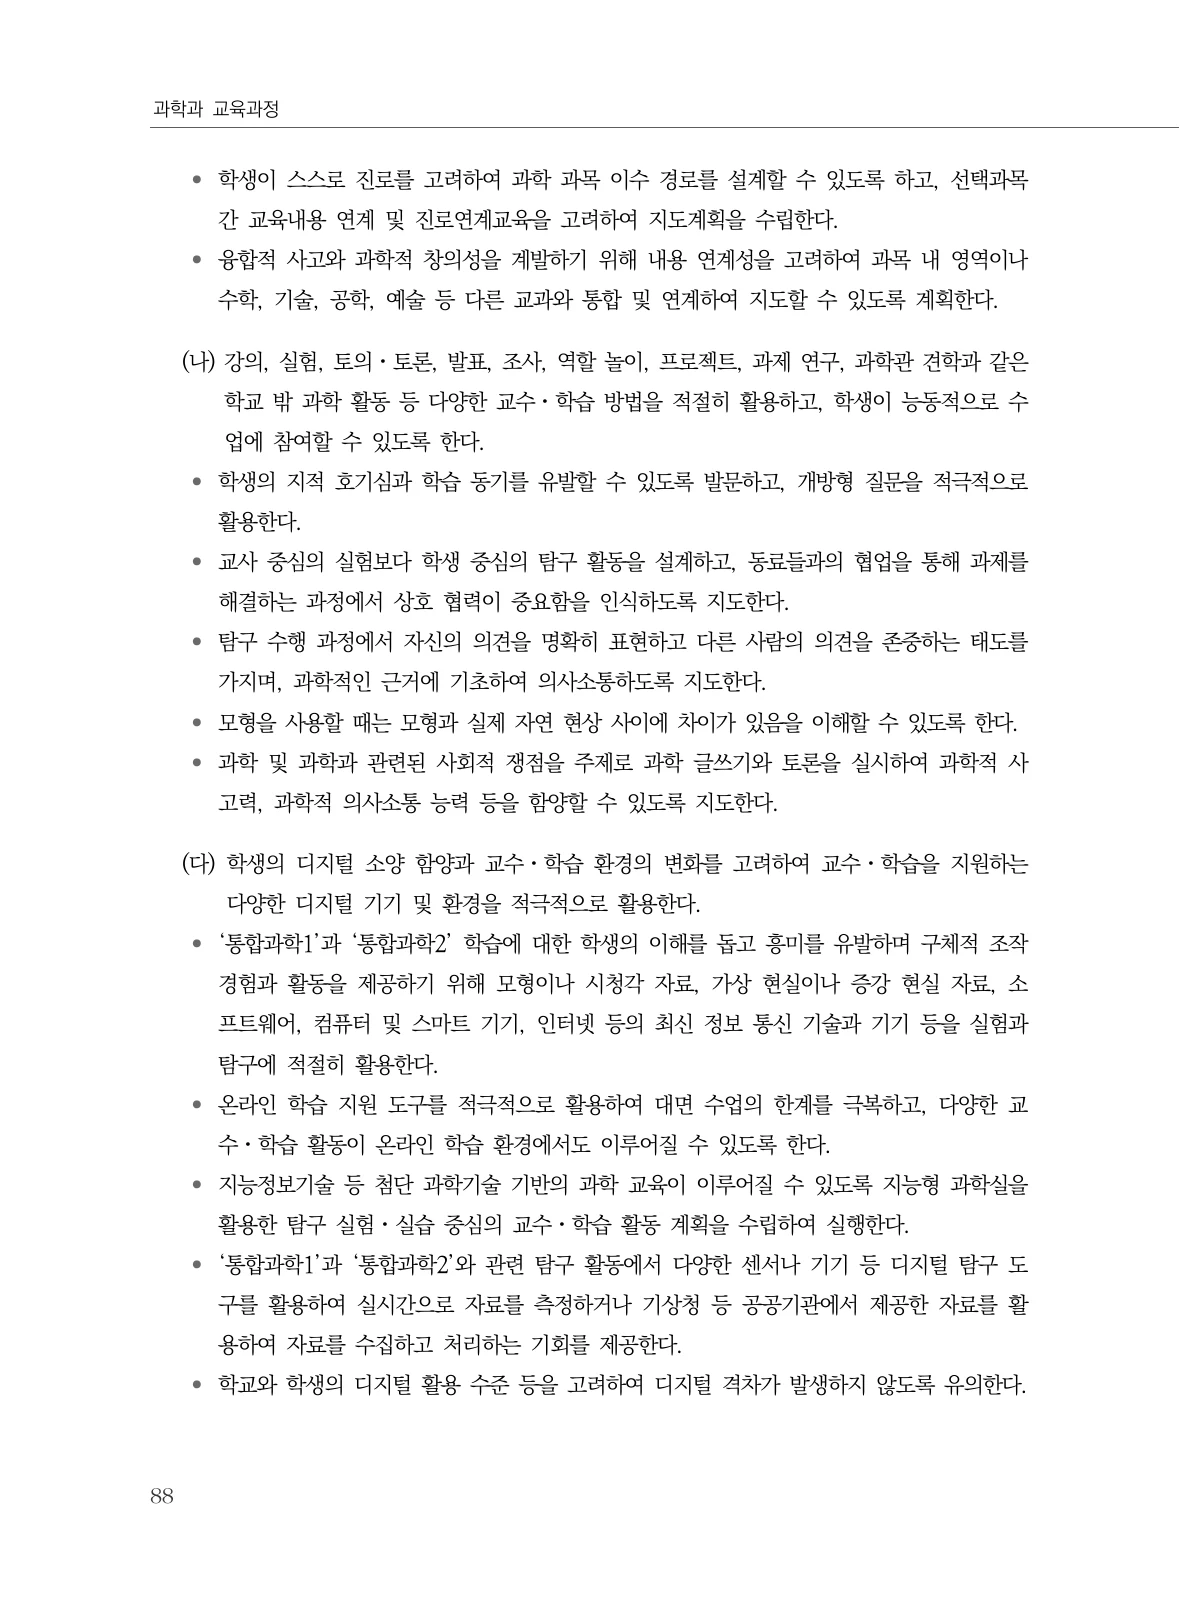 과학과 교육과정
• 학생이 스스로 진로를 고려하여 과학 과목 이수 경로를 설계할 수 있도록 하고, 선택과목
간 교육내용 연계 및 진로연계교육을 고려하여 지도계획을 수립한다.
• 융합적 사고와 과학적 창의성을 계발하기 위해 내용 연계성을 고려하여 과목 내 영역이나
수학, 기술, 공학, 예술 등 다른 교과와 통합 및 연계하여 지도할 수 있도록 계획한다.
(나) 강의, 실험, 토의·토론, 발표, 조사, 역할 놀이, 프로젝트, 과제 연구, 과학관 견학과 같은
학교 밖 과학 활동 등 다양한 교수·학습 방법을 적절히 활용하고, 학생이 능동적으로 수
업에 참여할 수 있도록 한다.
• 학생의 지적 호기심과 학습 동기를 유발할 수 있도록 발문하고, 개방형 질문을 적극적으로
활용한다.
• 교사 중심의 실험보다 학생 중심의 탐구 활동을 설계하고, 동료들과의 협업을 통해 과제를
해결하는 과정에서 상호 협력이 중요함을 인식하도록 지도한다.
• 탐구 수행 과정에서 자신의 의견을 명확히 표현하고 다른 사람의 의견을 존중하는 태도를
가지며, 과학적인 근거에 기초하여 의사소통하도록 지도한다.
• 모형을 사용할 때는 모형과 실제 자연 현상 사이에 차이가 있음을 이해할 수 있도록 한다.
• 과학 및 과학과 관련된 사회적 쟁점을 주제로 과학 글쓰기와 토론을 실시하여 과학적 사
고력, 과학적 의사소통 능력 등을 함양할 수 있도록 지도한다.
(다) 학생의 디지털 소양 함양과 교수·학습 환경의 변화를 고려하여 교수·학습을 지원하는
다양한 디지털 기기 및 환경을 적극적으로 활용한다.
• ‘통합과학1’과 ‘통합과학2’ 학습에 대한 학생의 이해를 돕고 흥미를 유발하며 구체적 조작
경험과 활동을 제공하기 위해 모형이나 시청각 자료, 가상 현실이나 증강 현실 자료, 소
프트웨어, 컴퓨터 및 스마트 기기, 인터넷 등의 최신 정보 통신 기술과 기기 등을 실험과
탐구에 적절히 활용한다.
• 온라인 학습 지원 도구를 적극적으로 활용하여 대면 수업의 한계를 극복하고, 다양한 교
수·학습 활동이 온라인 학습 환경에서도 이루어질 수 있도록 한다.
• 지능정보기술 등 첨단 과학기술 기반의 과학 교육이 이루어질 수 있도록 지능형 과학실을
활용한 탐구 실험·실습 중심의 교수·학습 활동 계획을 수립하여 실행한다.
• ‘통합과학1’과 ‘통합과학2’와 관련 탐구 활동에서 다양한 센서나 기기 등 디지털 탐구 도
구를 활용하여 실시간으로 자료를 측정하거나 기상청 등 공공기관에서 제공한 자료를 활
용하여 자료를 수집하고 처리하는 기회를 제공한다.
• 학교와 학생의 디지털 활용 수준 등을 고려하여 디지털 격차가 발생하지 않도록 유의한다.
88